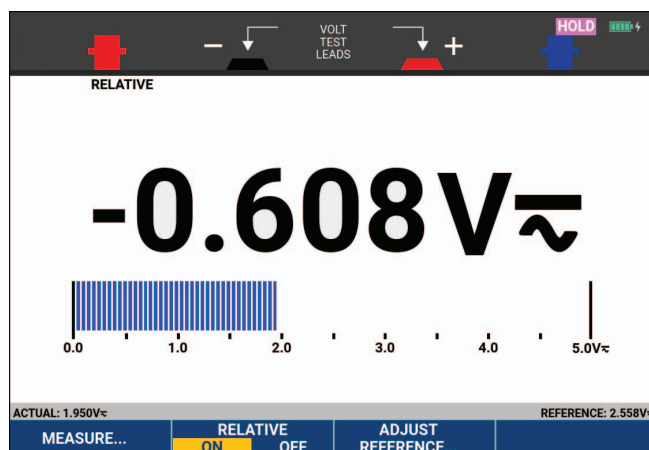 VOLT
TEST
LEADS
− +
HOLD
RELATIVE
-0.608 V
0.0 1.0 2.0 3.0 4.0 5.0V
ACTUAL: 1.950V
REFERENCE: 2.558V
MEASURE...
RELATIVE
ON OFF
ADJUST
REFERENCE...